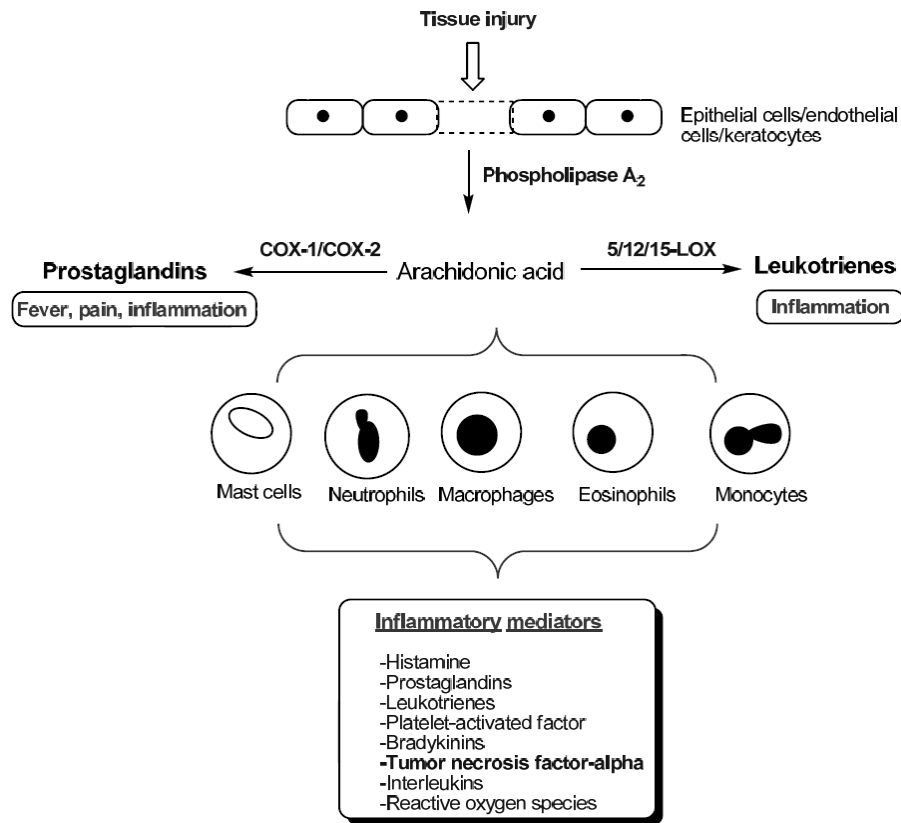 Tissue injury
Epithelial cells/endothelial
cells/keratocytes
Phospholipase A2
COX-1/COX-2
5/12/15-LOX
Prostaglandins
Arachidonic acid
Leukotrienes
Fever, pain, inflammation
Inflammation
Mast cells
Neutrophils
Macrophages
Eosinophils
Monocytes
Inflammatory mediators
-Histamine
-Prostaglandins
-Leukotrienes
-Platelet-activated factor
-Bradykinins
-Tumor necrosis factor-alpha
-Interleukins
-Reactive oxygen species